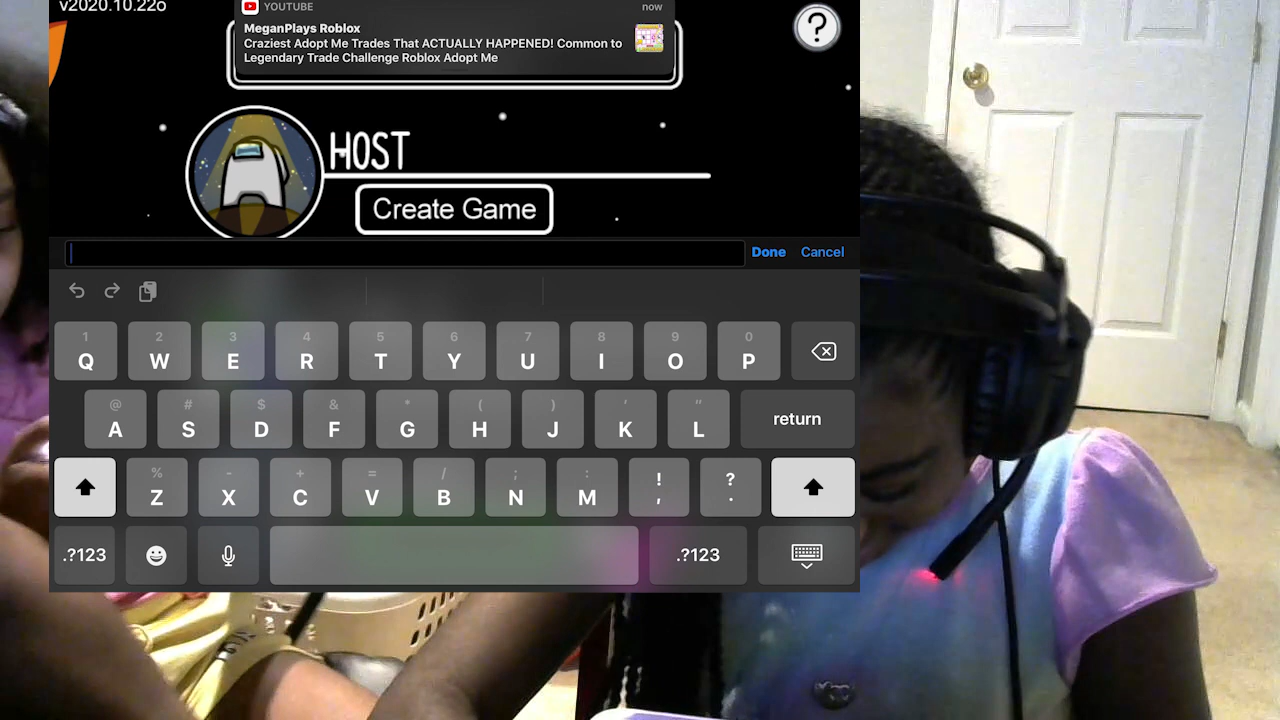 v2020.10.22o
YOUTUBE now
MeganPlays Roblox
Craziest Adopt Me Trades That ACTUALLY HAPPENED! Common to
Legendary Trade Challenge Roblox Adopt Me
?
HOST
Create Game
Done Cancel
1 2 3 4 5 6 7 8 9 0
Q W E R T Y U I O P
@ # $ & * ( ) ' "
A S D F G H J K L return
% - + = / ; : ! ?
Z X C V B N M , .
.?123 .?123